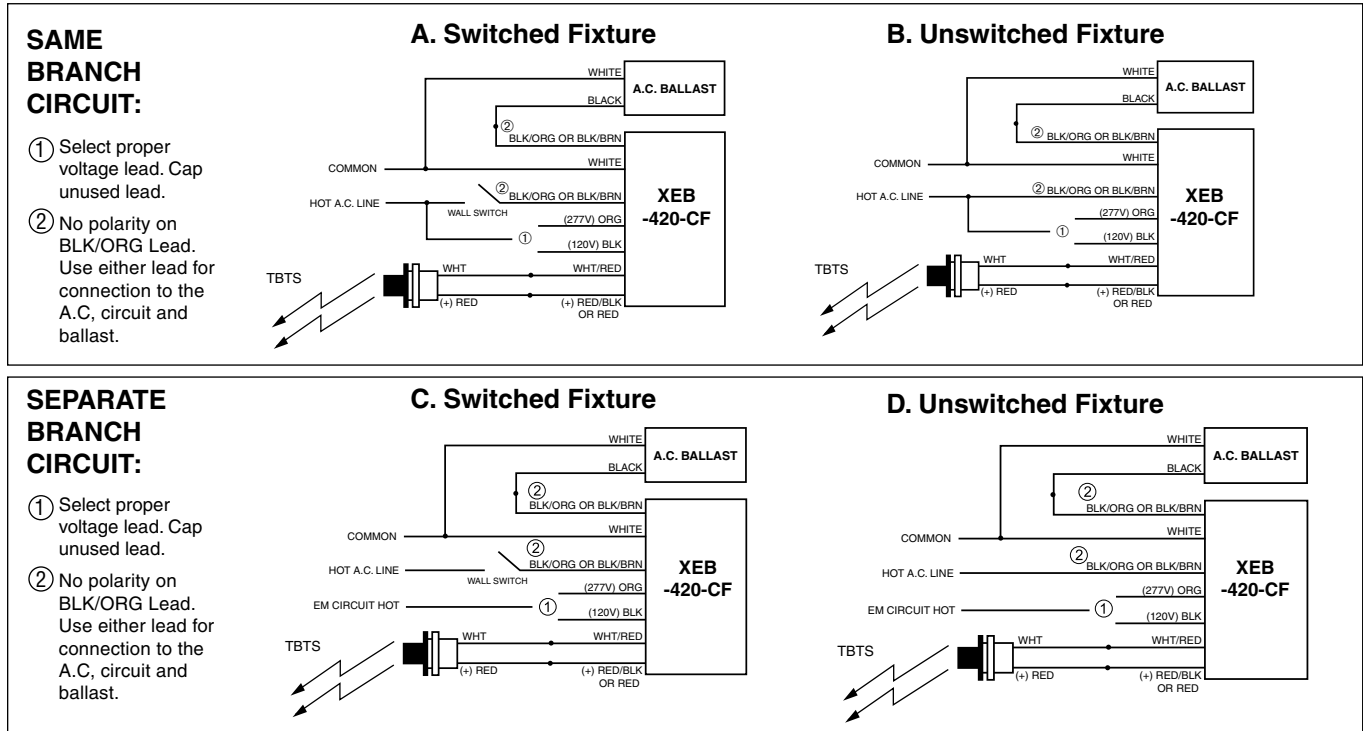 SAME
BRANCH
CIRCUIT:
① Select proper
voltage lead. Cap
unused lead.
② No polarity on
BLK/ORG Lead.
Use either lead for
connection to the
A.C, circuit and
ballast.
A. Switched Fixture
WHITE
A.C. BALLAST
BLACK
②
BLK/ORG OR BLK/BRN
WHITE
COMMON
② BLK/ORG OR BLK/BRN
HOT A.C. LINE
WALL SWITCH
XEB
-420-CF
(277V) ORG
①
(120V) BLK
TBTS
WHT
WHT/RED
(+) RED
(+) RED/BLK
OR RED
B. Unswitched Fixture
WHITE
A.C. BALLAST
BLACK
② BLK/ORG OR BLK/BRN
WHITE
COMMON
② BLK/ORG OR BLK/BRN
HOT A.C. LINE
XEB
-420-CF
(277V) ORG
①
(120V) BLK
TBTS
WHT
WHT/RED
(+) RED
(+) RED/BLK
OR RED
SEPARATE
BRANCH
CIRCUIT:
① Select proper
voltage lead. Cap
unused lead.
② No polarity on
BLK/ORG Lead.
Use either lead for
connection to the
A.C, circuit and
ballast.
C. Switched Fixture
WHITE
A.C. BALLAST
BLACK
②
BLK/ORG OR BLK/BRN
WHITE
COMMON
②
BLK/ORG OR BLK/BRN
HOT A.C. LINE
WALL SWITCH
XEB
-420-CF
(277V) ORG
EM CIRCUIT HOT
①
(120V) BLK
TBTS
WHT
WHT/RED
(+) RED
(+) RED/BLK
OR RED
D. Unswitched Fixture
WHITE
A.C. BALLAST
BLACK
②
BLK/ORG OR BLK/BRN
WHITE
COMMON
②
BLK/ORG OR BLK/BRN
HOT A.C. LINE
XEB
-420-CF
(277V) ORG
EM CIRCUIT HOT
①
(120V) BLK
TBTS
WHT
WHT/RED
(+) RED
(+) RED/BLK
OR RED